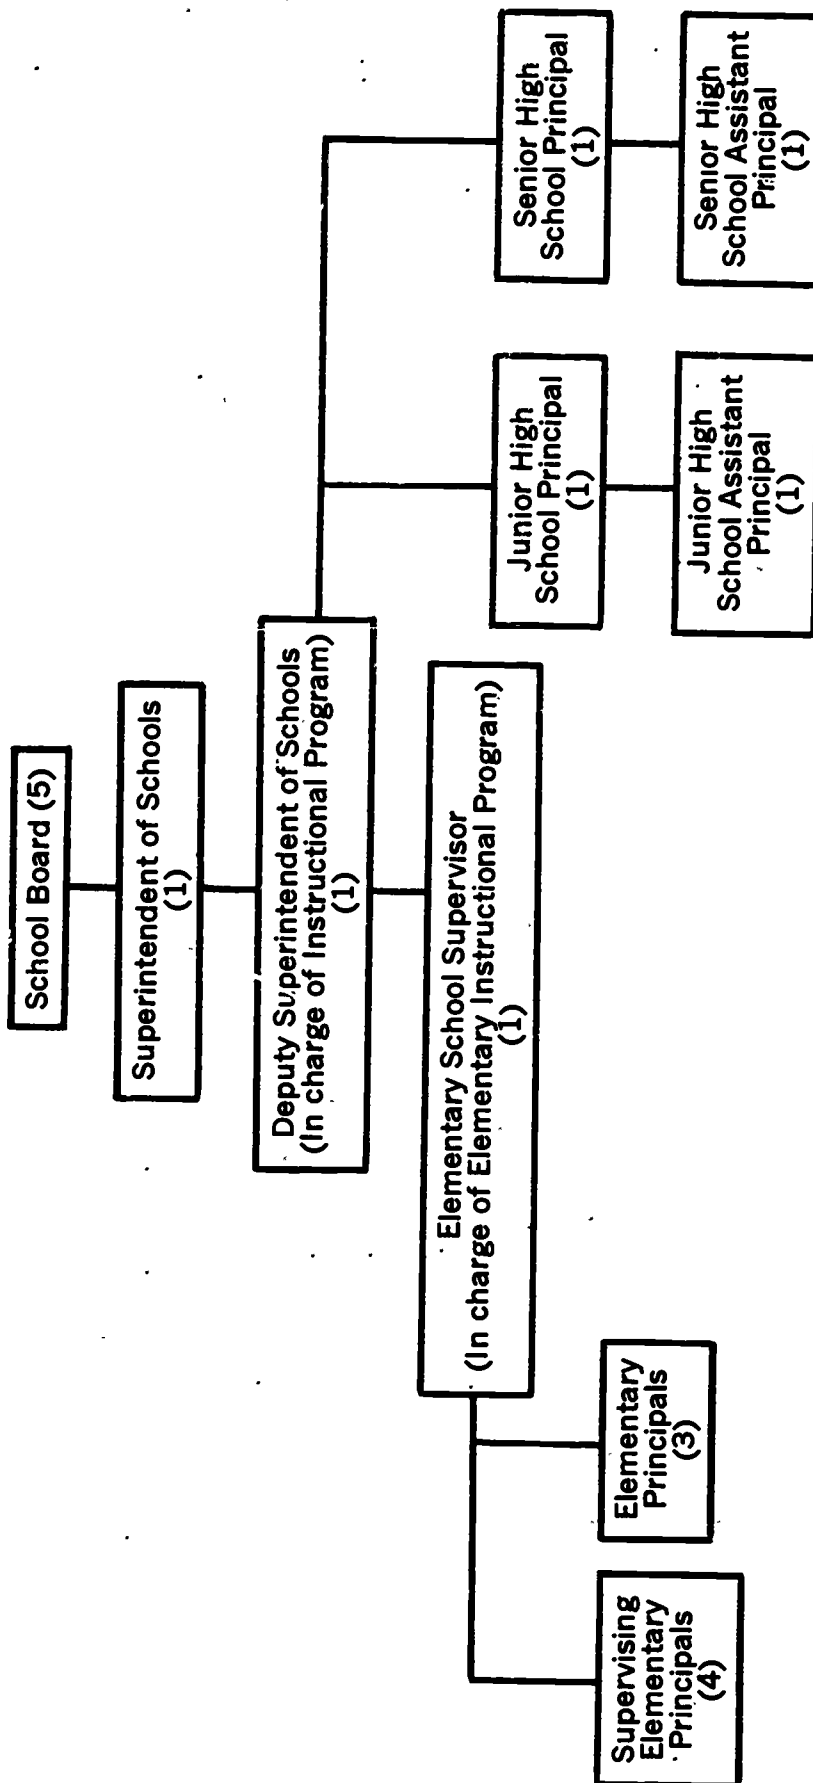 School Board (5)
Superintendent of Schools
(1)
Deputy Superintendent of Schools
(In charge of Instructional Program)
(1)
Elementary School Supervisor
(In charge of Elementary Instructional Program)
(1)
Supervising
Elementary
Principals
(4)
Elementary
Principals
(3)
Junior High
School Principal
(1)
Senior High
School Principal
(1)
Junior High
School Assistant
Principal
(1)
Senior High
School Assistant
Principal
(1)